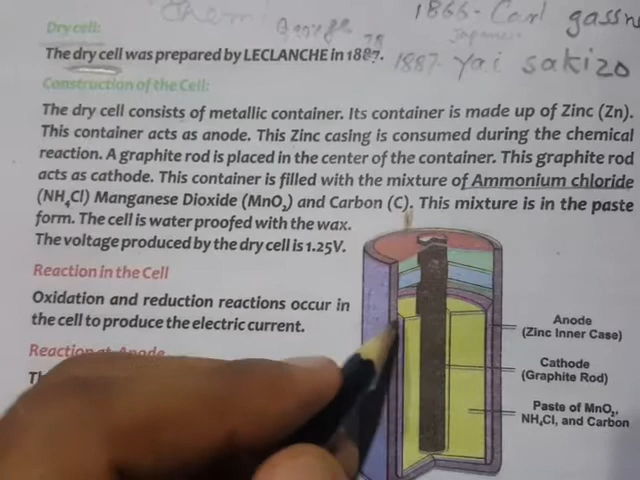 1866- Carl gassn
Dry cell:
Japanese
The dry cell was prepared by LECLANCHE in 1887.
1887- Yai sakizo
Construction of the Cell:
The dry cell consists of metallic container. Its container is made up of Zinc (Zn).
This container acts as anode. This Zinc casing is consumed during the chemical
reaction. A graphite rod is placed in the center of the container. This graphite rod
acts as cathode. This container is filled with the mixture of Ammonium chloride
(NH₄Cl) Manganese Dioxide (MnO₂) and Carbon (C). This mixture is in the paste
form. The cell is water proofed with the wax.
The voltage produced by the dry cell is 1.25V.
Reaction in the Cell
Oxidation and reduction reactions occur in
the cell to produce the electric current.
Reaction at Anode
Anode
(Zinc Inner Case)
Cathode
(Graphite Rod)
Paste of MnO₂,
NH₄Cl, and Carbon